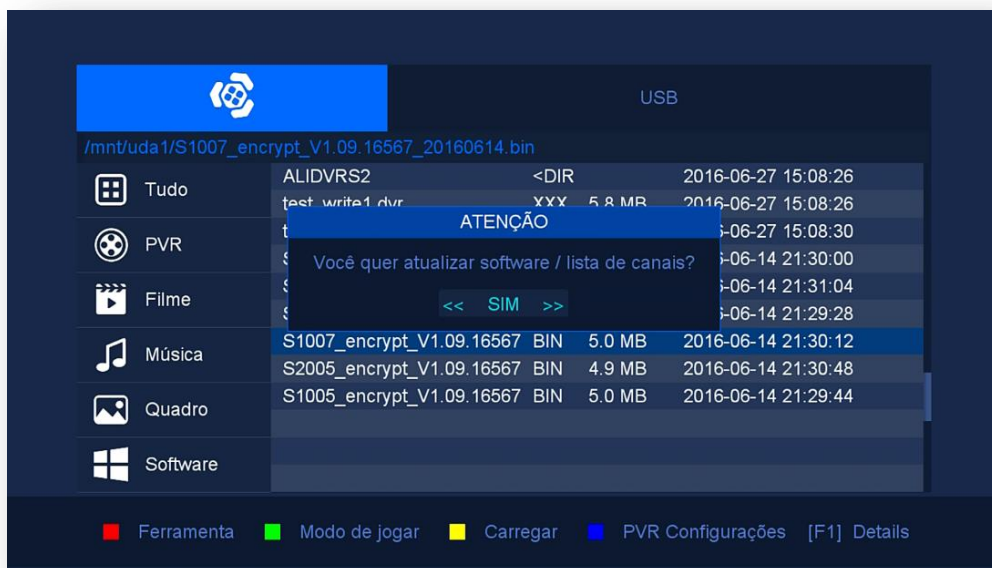 USB
/mnt/uda1/S1007_encrypt_V1.09.16567_20160614.bin
Tudo
PVR
Filme
Música
Quadro
Software
ALIDVRS2 <DIR 2016-06-27 15:08:26
test_write1.dvr XXX 5.8 MB 2016-06-27 15:08:26
-06-27 15:08:30
-06-14 21:30:00
-06-14 21:31:04
-06-14 21:29:28
ATENÇÃO
Você quer atualizar software / lista de canais?
<< SIM >>
S1007_encrypt_V1.09.16567 BIN 5.0 MB 2016-06-14 21:30:12
S2005_encrypt_V1.09.16567 BIN 4.9 MB 2016-06-14 21:30:48
S1005_encrypt_V1.09.16567 BIN 5.0 MB 2016-06-14 21:29:44
Ferramenta Modo de jogar Carregar PVR Configurações [F1] Details